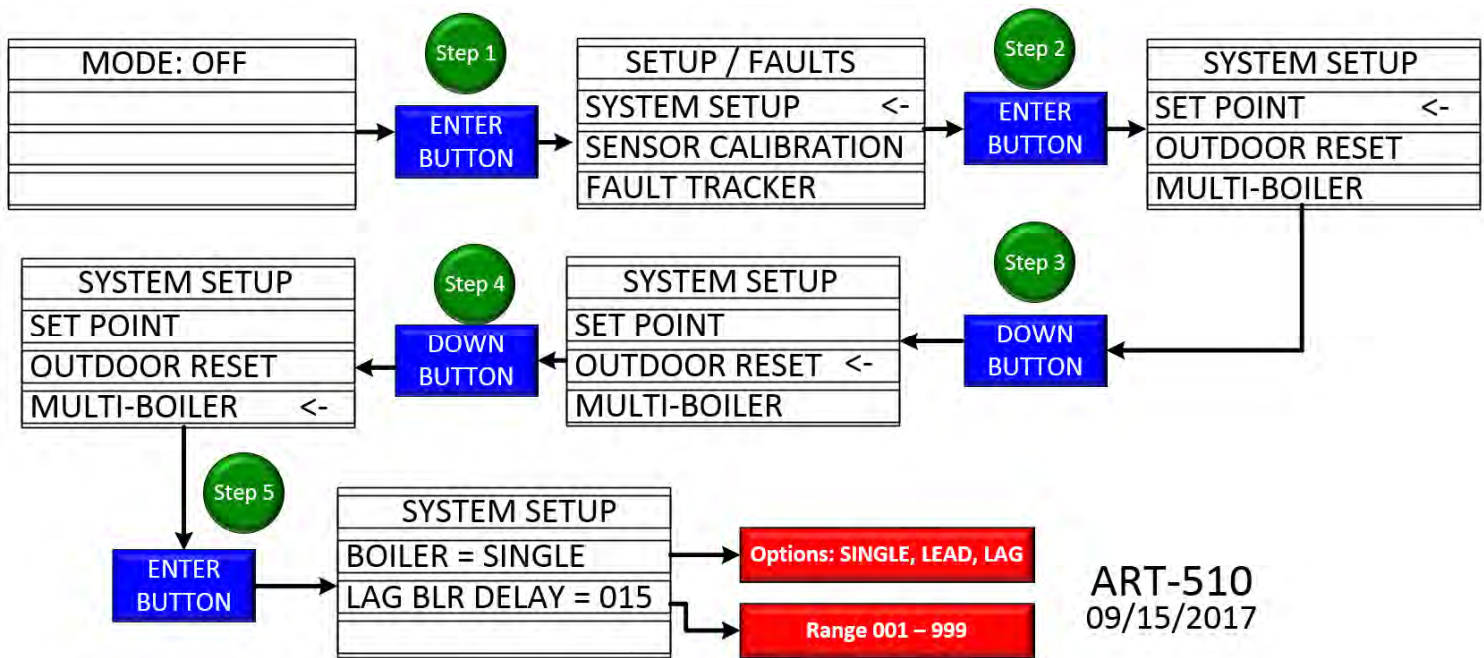 MODE: OFF
Step 1
ENTER
BUTTON
SETUP / FAULTS
SYSTEM SETUP <-
SENSOR CALIBRATION
FAULT TRACKER
Step 2
ENTER
BUTTON
SYSTEM SETUP
SET POINT <-
OUTDOOR RESET
MULTI-BOILER
Step 3
DOWN
BUTTON
SYSTEM SETUP
SET POINT
OUTDOOR RESET <-
MULTI-BOILER
Step 4
DOWN
BUTTON
SYSTEM SETUP
SET POINT
OUTDOOR RESET
MULTI-BOILER <-
Step 5
ENTER
BUTTON
SYSTEM SETUP
BOILER = SINGLE
LAG BLR DELAY = 015
Options: SINGLE, LEAD, LAG
Range 001 – 999
ART-510
09/15/2017